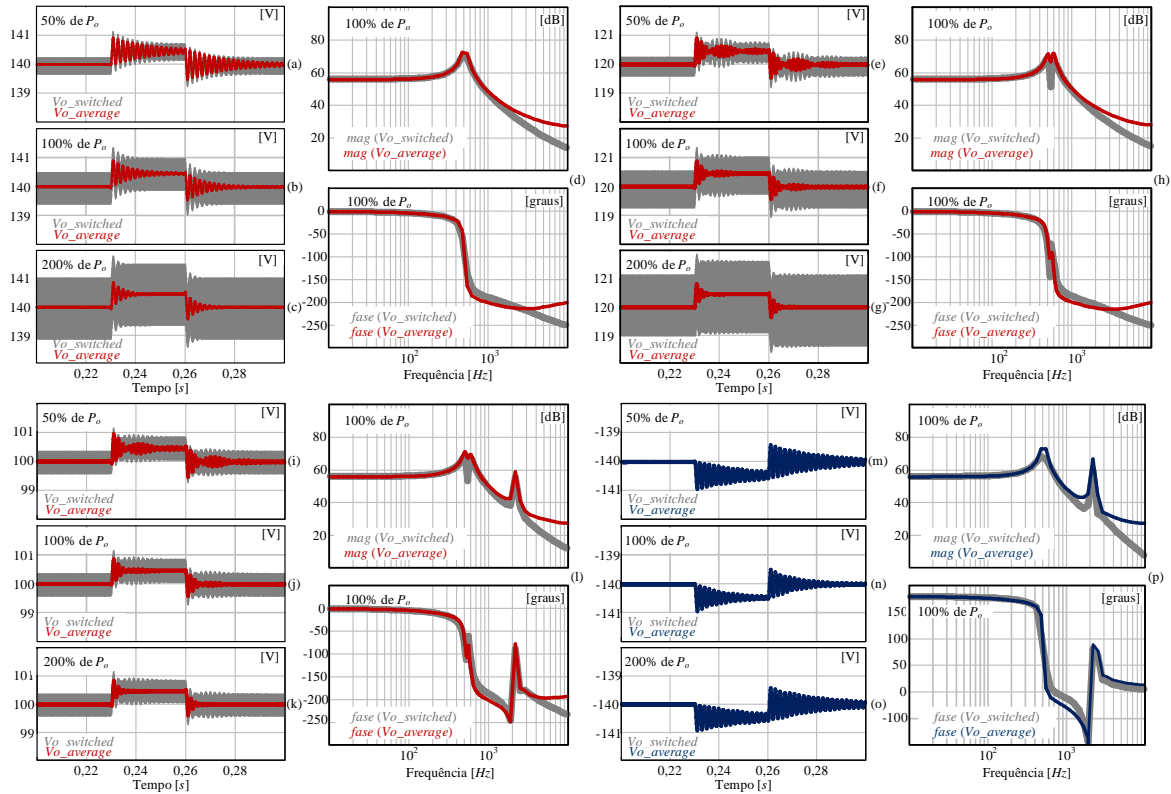 50% de Po [V]
141
140
139
(a)
Vo_switched
Vo_average
100% de Po [V]
141
140
139
(b)
Vo_switched
Vo_average
200% de Po [V]
141
140
139
(c)
Vo_switched
Vo_average
0,22 0,24 0,26 0,28
Tempo [s]
100% de Po [dB]
80
60
40
20
mag (Vo_switched)
mag (Vo_average)
(d)
100% de Po [graus]
0
-50
-100
-150
-200
-250
fase (Vo_switched)
fase (Vo_average)
10² 10³
Frequência [Hz]
50% de Po [V]
121
120
119
(e)
Vo_switched
Vo_average
100% de Po [V]
121
120
119
(f)
Vo_switched
Vo_average
200% de Po [V]
121
120
119
(g)
Vo_switched
Vo_average
0,22 0,24 0,26 0,28
Tempo [s]
100% de Po [dB]
80
60
40
20
mag (Vo_switched)
mag (Vo_average)
(h)
100% de Po [graus]
0
-50
-100
-150
-200
-250
fase (Vo_switched)
fase (Vo_average)
10² 10³
Frequência [Hz]
50% de Po [V]
101
100
99
(i)
Vo_switched
Vo_average
100% de Po [V]
101
100
99
(j)
Vo_switched
Vo_average
200% de Po [V]
101
100
99
(k)
Vo_switched
Vo_average
0,22 0,24 0,26 0,28
Tempo [s]
100% de Po [dB]
80
60
40
20
mag (Vo_switched)
mag (Vo_average)
(l)
100% de Po [graus]
0
-50
-100
-150
-200
-250
fase (Vo_switched)
fase (Vo_average)
10² 10³
Frequência [Hz]
50% de Po [V]
-139
-140
-141
(m)
Vo_switched
Vo_average
100% de Po [V]
-139
-140
-141
(n)
Vo_switched
Vo_average
200% de Po [V]
-139
-140
-141
(o)
Vo_switched
Vo_average
0,22 0,24 0,26 0,28
Tempo [s]
100% de Po [dB]
80
60
40
20
mag (Vo_switched)
mag (Vo_average)
(p)
[graus]
150
100% de Po
100
50
0
-100
fase (Vo_switched)
fase (Vo_average)
10² 10³
Frequência [Hz]